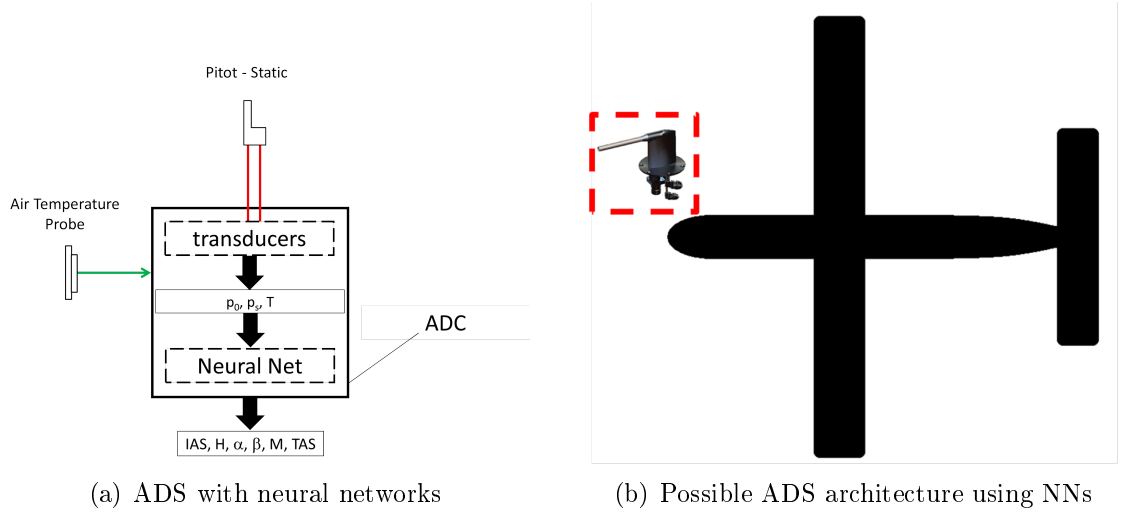 Pitot - Static
Air Temperature
Probe
transducers
p₀, pₛ, T
ADC
Neural Net
IAS, H, α, β, M, TAS
(a) ADS with neural networks
(b) Possible ADS architecture using NNs